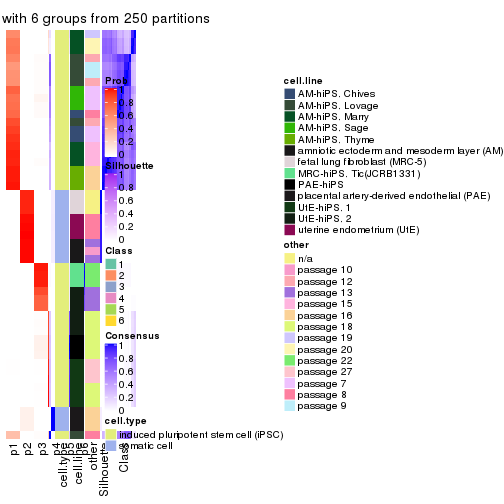 with 6 groups from 250 partitions
Prob
0.8
0.6
0.4
0.2
0
Silhouette
1
0.8
0.6
0.4
0.2
0
Class
1
2
3
4
5
6
Consensus
1
0.8
0.6
0.4
0.2
0
cell.type
induced pluripotent stem cell (iPSC)
somatic cell
cell.line
AM-hiPS. Chives
AM-hiPS. Lovage
AM-hiPS. Marry
AM-hiPS. Sage
AM-hiPS. Thyme
amniotic ectoderm and mesoderm layer (AM)
fetal lung fibroblast (MRC-5)
MRC-hiPS. Tic(JCRB1331)
PAE-hiPS
placental artery-derived endothelial (PAE)
UtE-hiPS. 1
UtE-hiPS. 2
uterine endometrium (UtE)
other
n/a
passage 10
passage 12
passage 13
passage 15
passage 16
passage 18
passage 19
passage 20
passage 22
passage 27
passage 7
passage 8
passage 9
p1
p2
p3
p4
cell.type
p5
cell.line
p6
other
Silhouette
Class